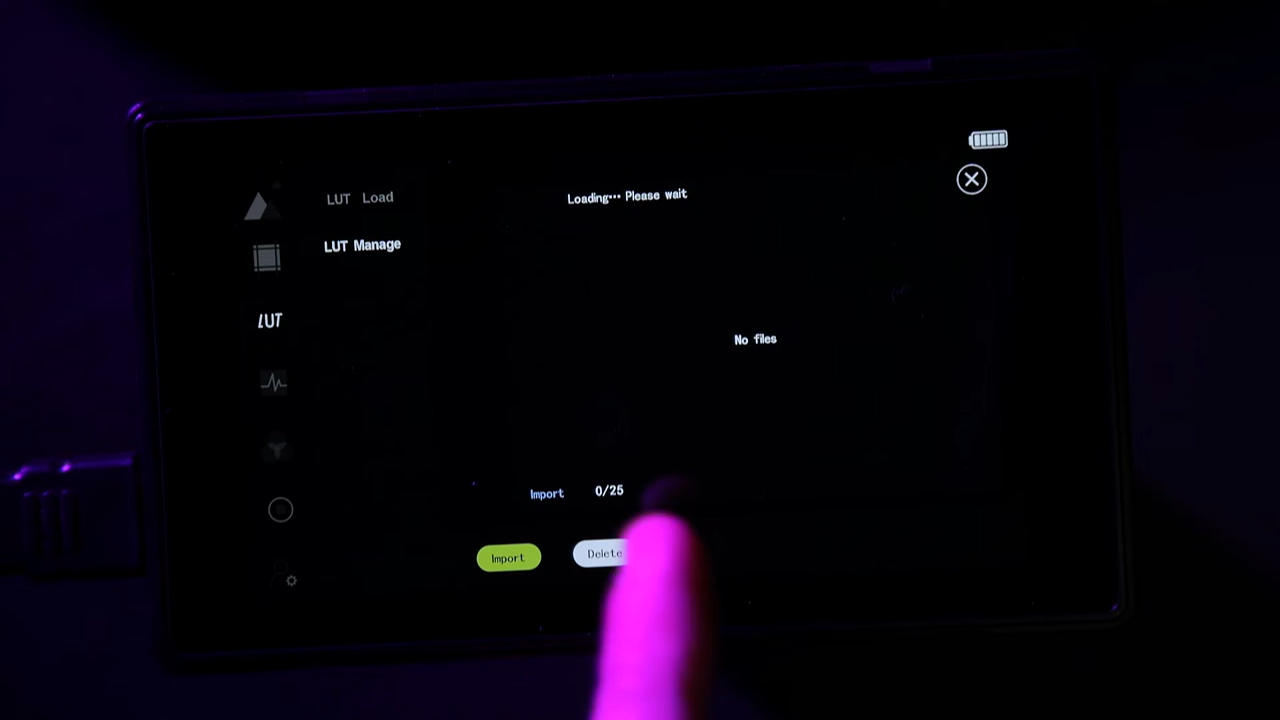 LUT Load
Loading··· Please wait
LUT Manage
LUT
No files
Import 0/25
Import
Delete